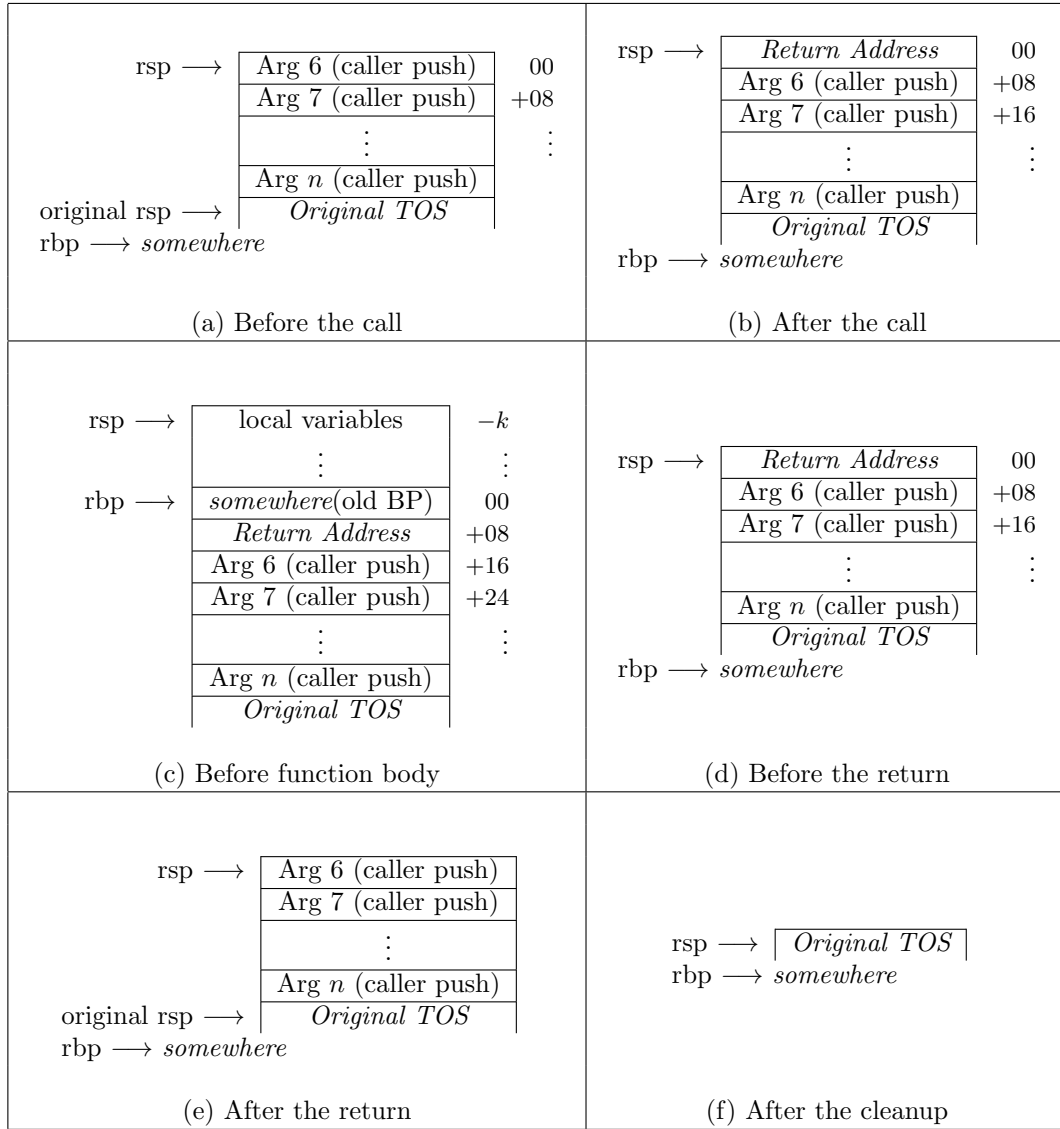 rsp ⟶ Arg 6 (caller push) 00
Arg 7 (caller push) +08
⋮ ⋮
Arg n (caller push)
original rsp ⟶ Original TOS
rbp ⟶ somewhere
(a) Before the call
rsp ⟶ Return Address 00
Arg 6 (caller push) +08
Arg 7 (caller push) +16
⋮ ⋮
Arg n (caller push)
Original TOS
rbp ⟶ somewhere
(b) After the call
rsp ⟶ local variables −k
⋮ ⋮
rbp ⟶ somewhere(old BP) 00
Return Address +08
Arg 6 (caller push) +16
Arg 7 (caller push) +24
⋮ ⋮
Arg n (caller push)
Original TOS
(c) Before function body
rsp ⟶ Return Address 00
Arg 6 (caller push) +08
Arg 7 (caller push) +16
⋮ ⋮
Arg n (caller push)
Original TOS
rbp ⟶ somewhere
(d) Before the return
rsp ⟶ Arg 6 (caller push)
Arg 7 (caller push)
⋮
Arg n (caller push)
original rsp ⟶ Original TOS
rbp ⟶ somewhere
(e) After the return
rsp ⟶ Original TOS
rbp ⟶ somewhere
(f) After the cleanup